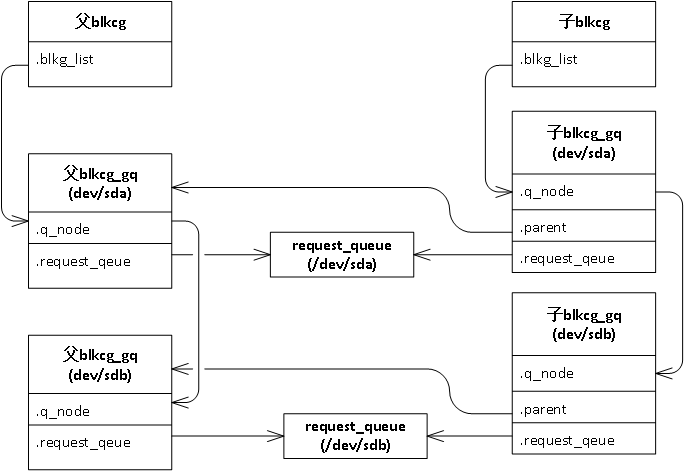 父blkcg
.blkg_list
子blkcg
.blkg_list
父blkcg_gq
(dev/sda)
.q_node
.request_qeue
子blkcg_gq
(dev/sda)
.q_node
.parent
.request_qeue
request_queue
(/dev/sda)
父blkcg_gq
(dev/sdb)
.q_node
.request_qeue
子blkcg_gq
(dev/sdb)
.q_node
.parent
.request_qeue
request_queue
(/dev/sdb)